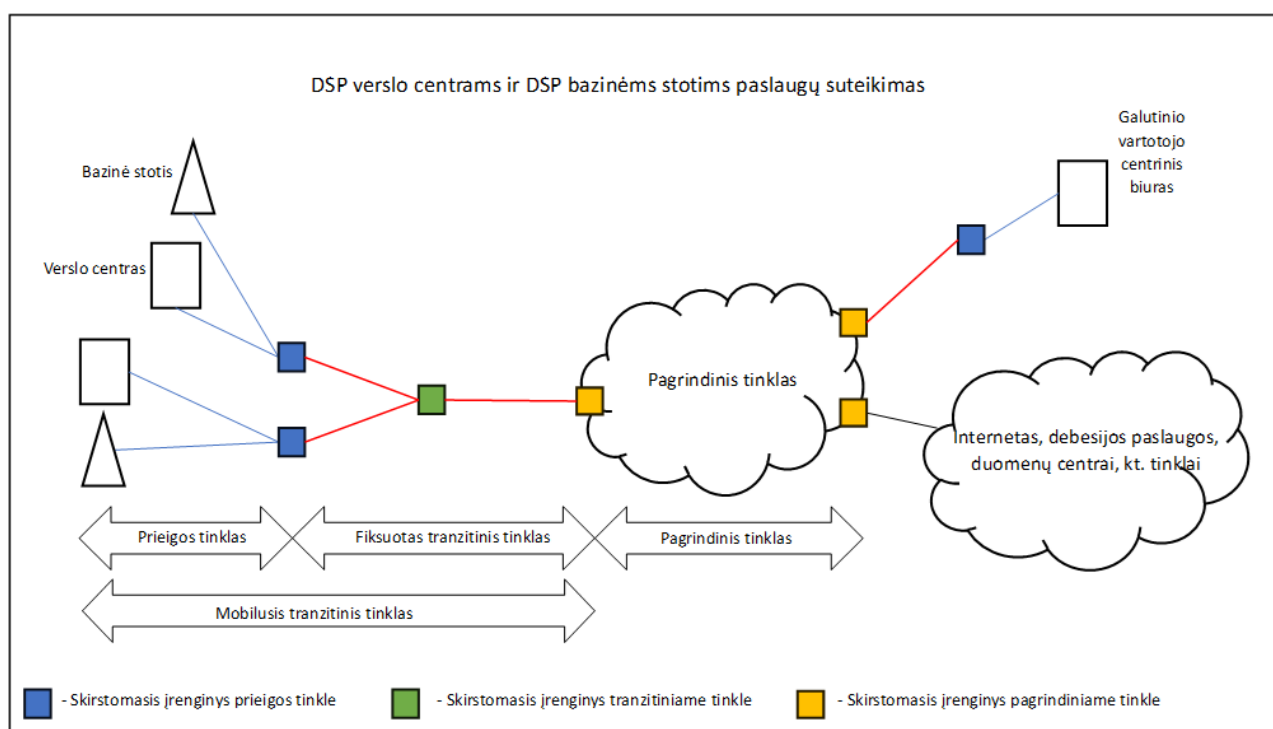 DSP verslo centrams ir DSP bazinėms stotims paslaugų suteikimas
Galutinio
vartotojo
centrinis
biuras
Bazinė stotis
Verslo centras
Pagrindinis tinklas
Internetas, debesijos paslaugos,
duomenų centrai, kt. tinklai
Prieigos tinklas
Fiksuotas tranzitinis tinklas
Pagrindinis tinklas
Mobilusis tranzitinis tinklas
- Skirstomasis įrenginys prieigos tinkle
- Skirstomasis įrenginys tranzitiniame tinkle
- Skirstomasis įrenginys pagrindiniame tinkle